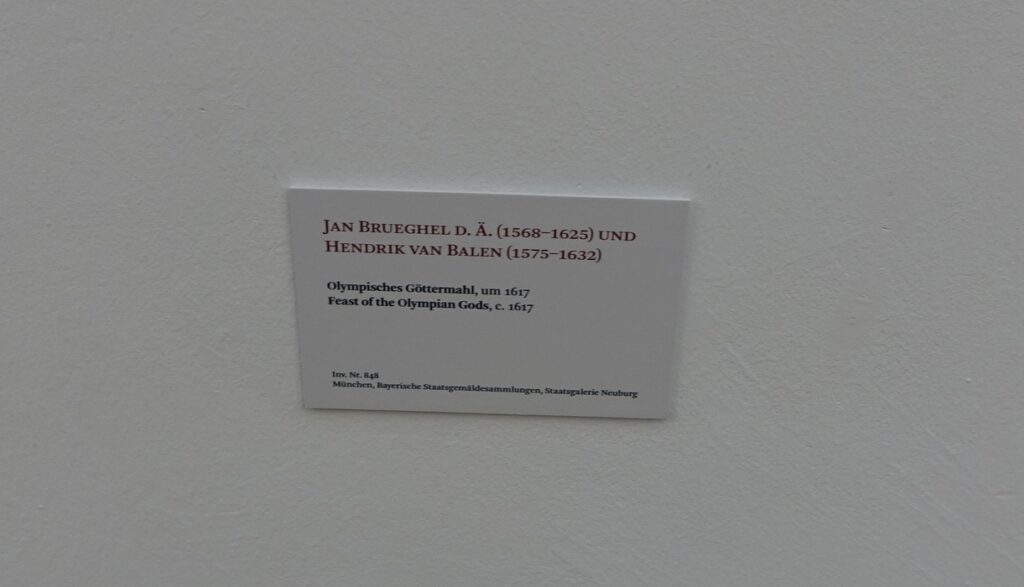 Jan Brueghel d. Ä. (1568–1625) und
Hendrik van Balen (1575–1632)
Olympisches Göttermahl, um 1617
Feast of the Olympian Gods, c. 1617
Inv. Nr. 848
München, Bayerische Staatsgemäldesammlungen, Staatsgalerie Neuburg